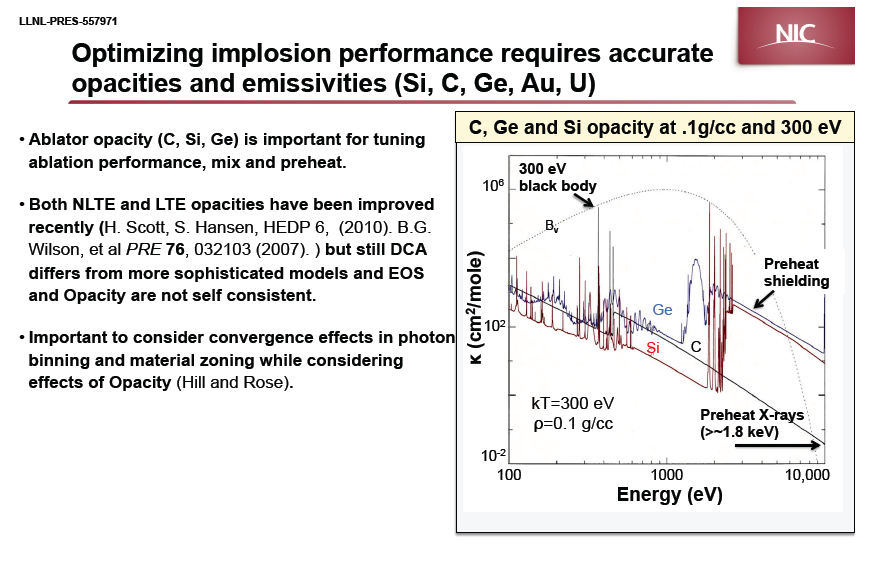 LLNL-PRES-557971
NIC
Optimizing implosion performance requires accurate
opacities and emissivities (Si, C, Ge, Au, U)
• Ablator opacity (C, Si, Ge) is important for tuning
ablation performance, mix and preheat.
• Both NLTE and LTE opacities have been improved
recently (H. Scott, S. Hansen, HEDP 6,  (2010). B.G.
Wilson, et al PRE 76, 032103 (2007). ) but still DCA
differs from more sophisticated models and EOS
and Opacity are not self consistent.
• Important to consider convergence effects in photon
binning and material zoning while considering
effects of Opacity (Hill and Rose).
C, Ge and Si opacity at .1g/cc and 300 eV
300 eV
black body
10⁶
Bᵥ
Preheat
shielding
κ (cm²/mole)
Ge
10²
Si
C
kT=300 eV
ρ=0.1 g/cc
Preheat X-rays
(>~1.8 keV)
10⁻²
100
1000
10,000
Energy (eV)